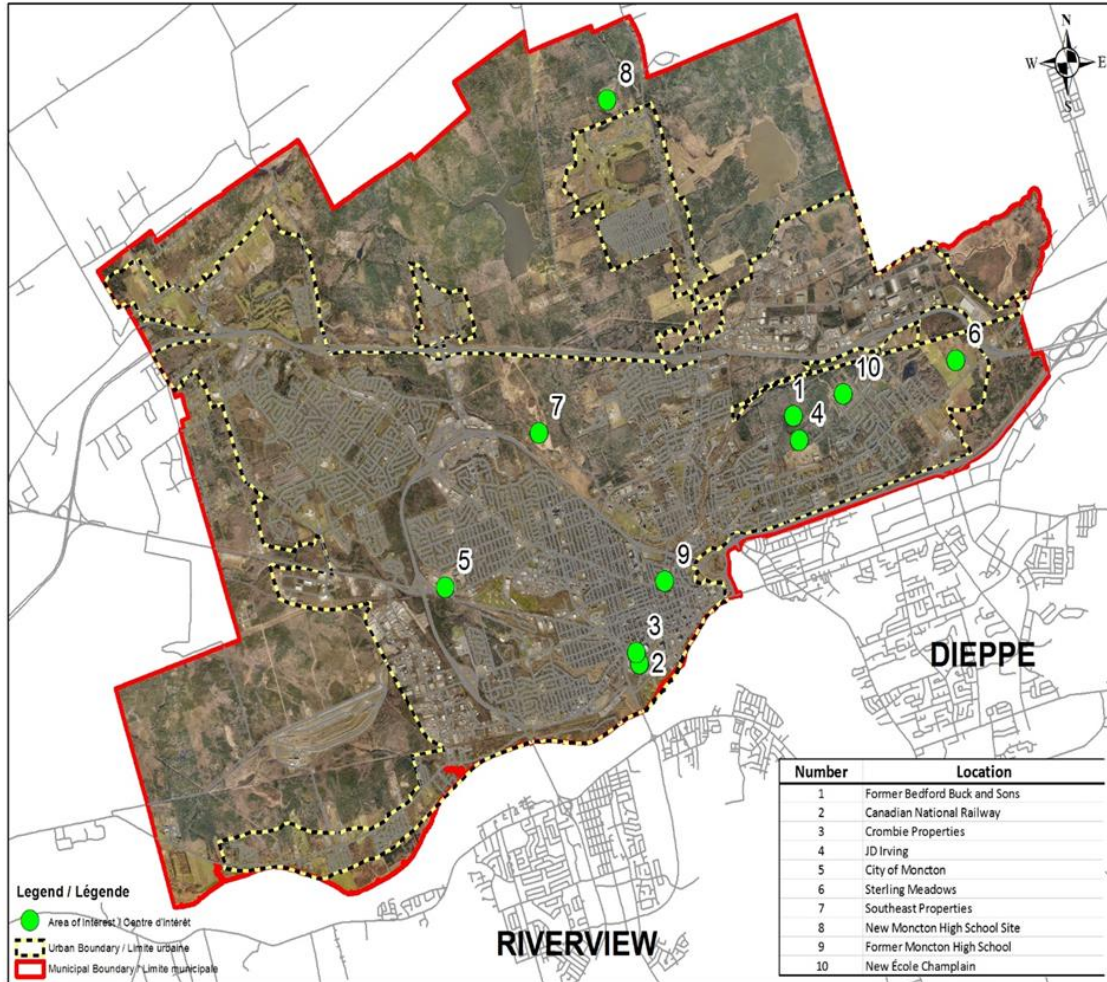 N
W E
S
8
6
10
1
4
7
5
9
3
2
DIEPPE
RIVERVIEW
Number Location
1 Former Bedford Buck and Sons
2 Canadian National Railway
3 Crombie Properties
4 JD Irving
5 City of Moncton
6 Sterling Meadows
7 Southeast Properties
8 New Moncton High School Site
9 Former Moncton High School
10 New École Champlain
Legend / Légende
Area of Interest / Centre d'intérêt
Urban Boundary / Limite urbaine
Municipal Boundary / Limite municipale